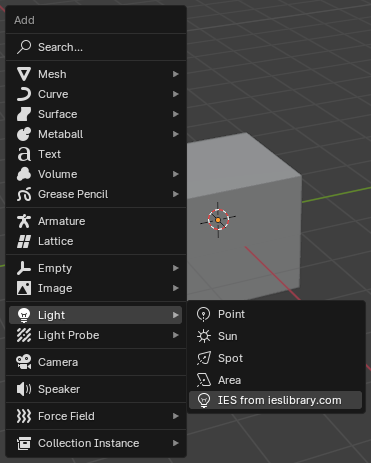 Add
Search...
Mesh
Curve
Surface
Metaball
Text
Volume
Grease Pencil
Armature
Lattice
Empty
Image
Light
Light Probe
Camera
Speaker
Force Field
Collection Instance
Point
Sun
Spot
Area
IES from ieslibrary.com